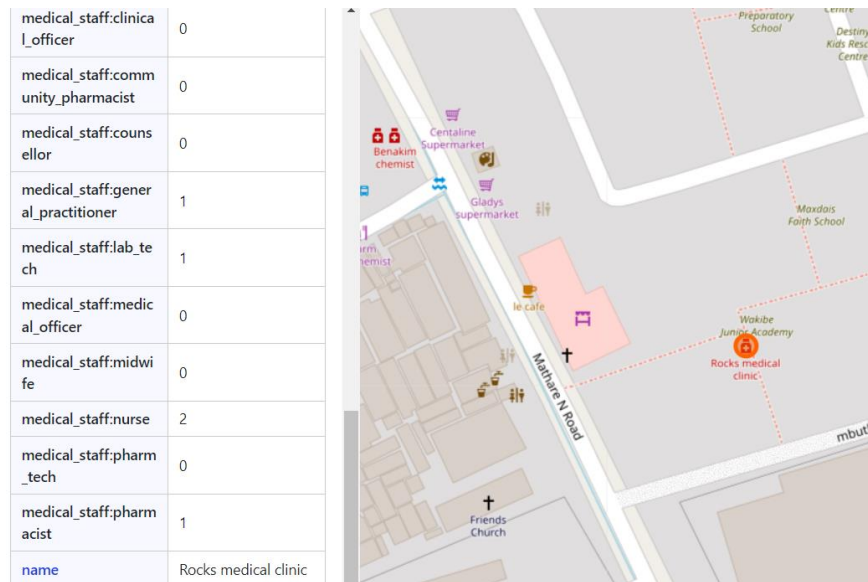 medical_staff:clinica
l_officer
0
medical_staff:comm
unity_pharmacist
0
medical_staff:couns
ellor
0
medical_staff:gener
al_practitioner
1
medical_staff:lab_te
ch
1
medical_staff:medic
al_officer
0
medical_staff:midwi
fe
0
medical_staff:nurse
2
medical_staff:pharm
_tech
0
medical_staff:phar
macist
1
name
Rocks medical clinic
Preparatory
School
Centre
Destiny
Kids Resc
Centre
Centaline
Supermarket
Benakim
chemist
Gladys
supermarket
Maxdais
Faith School
le cafe
Wakibe
Junior Academy
Rocks medical
clinic
Mathare N Road
Friends
Church